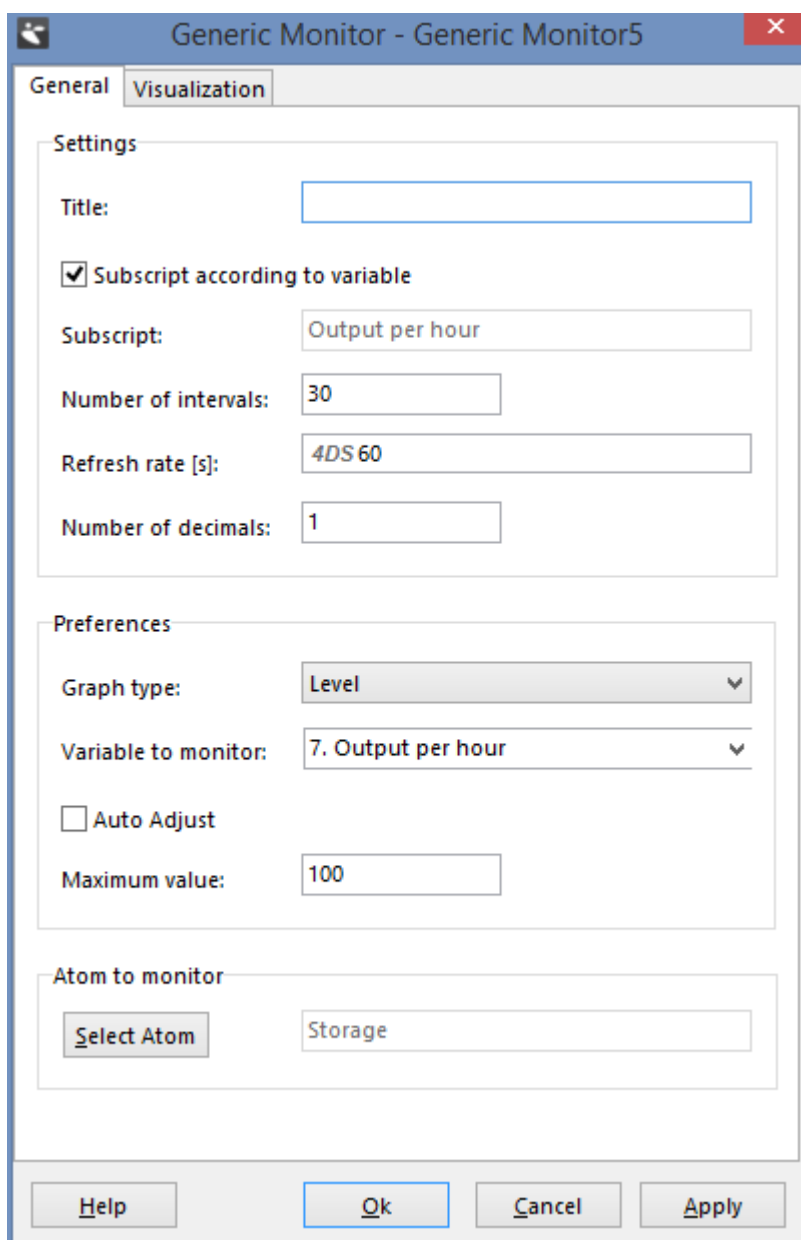 Generic Monitor - Generic Monitor5
General Visualization
Settings
Title:
Subscript according to variable
Subscript: Output per hour
Number of intervals: 30
Refresh rate [s]: 4DS 60
Number of decimals: 1
Preferences
Graph type: Level
Variable to monitor: 7. Output per hour
Auto Adjust
Maximum value: 100
Atom to monitor
Select Atom Storage
Help Ok Cancel Apply